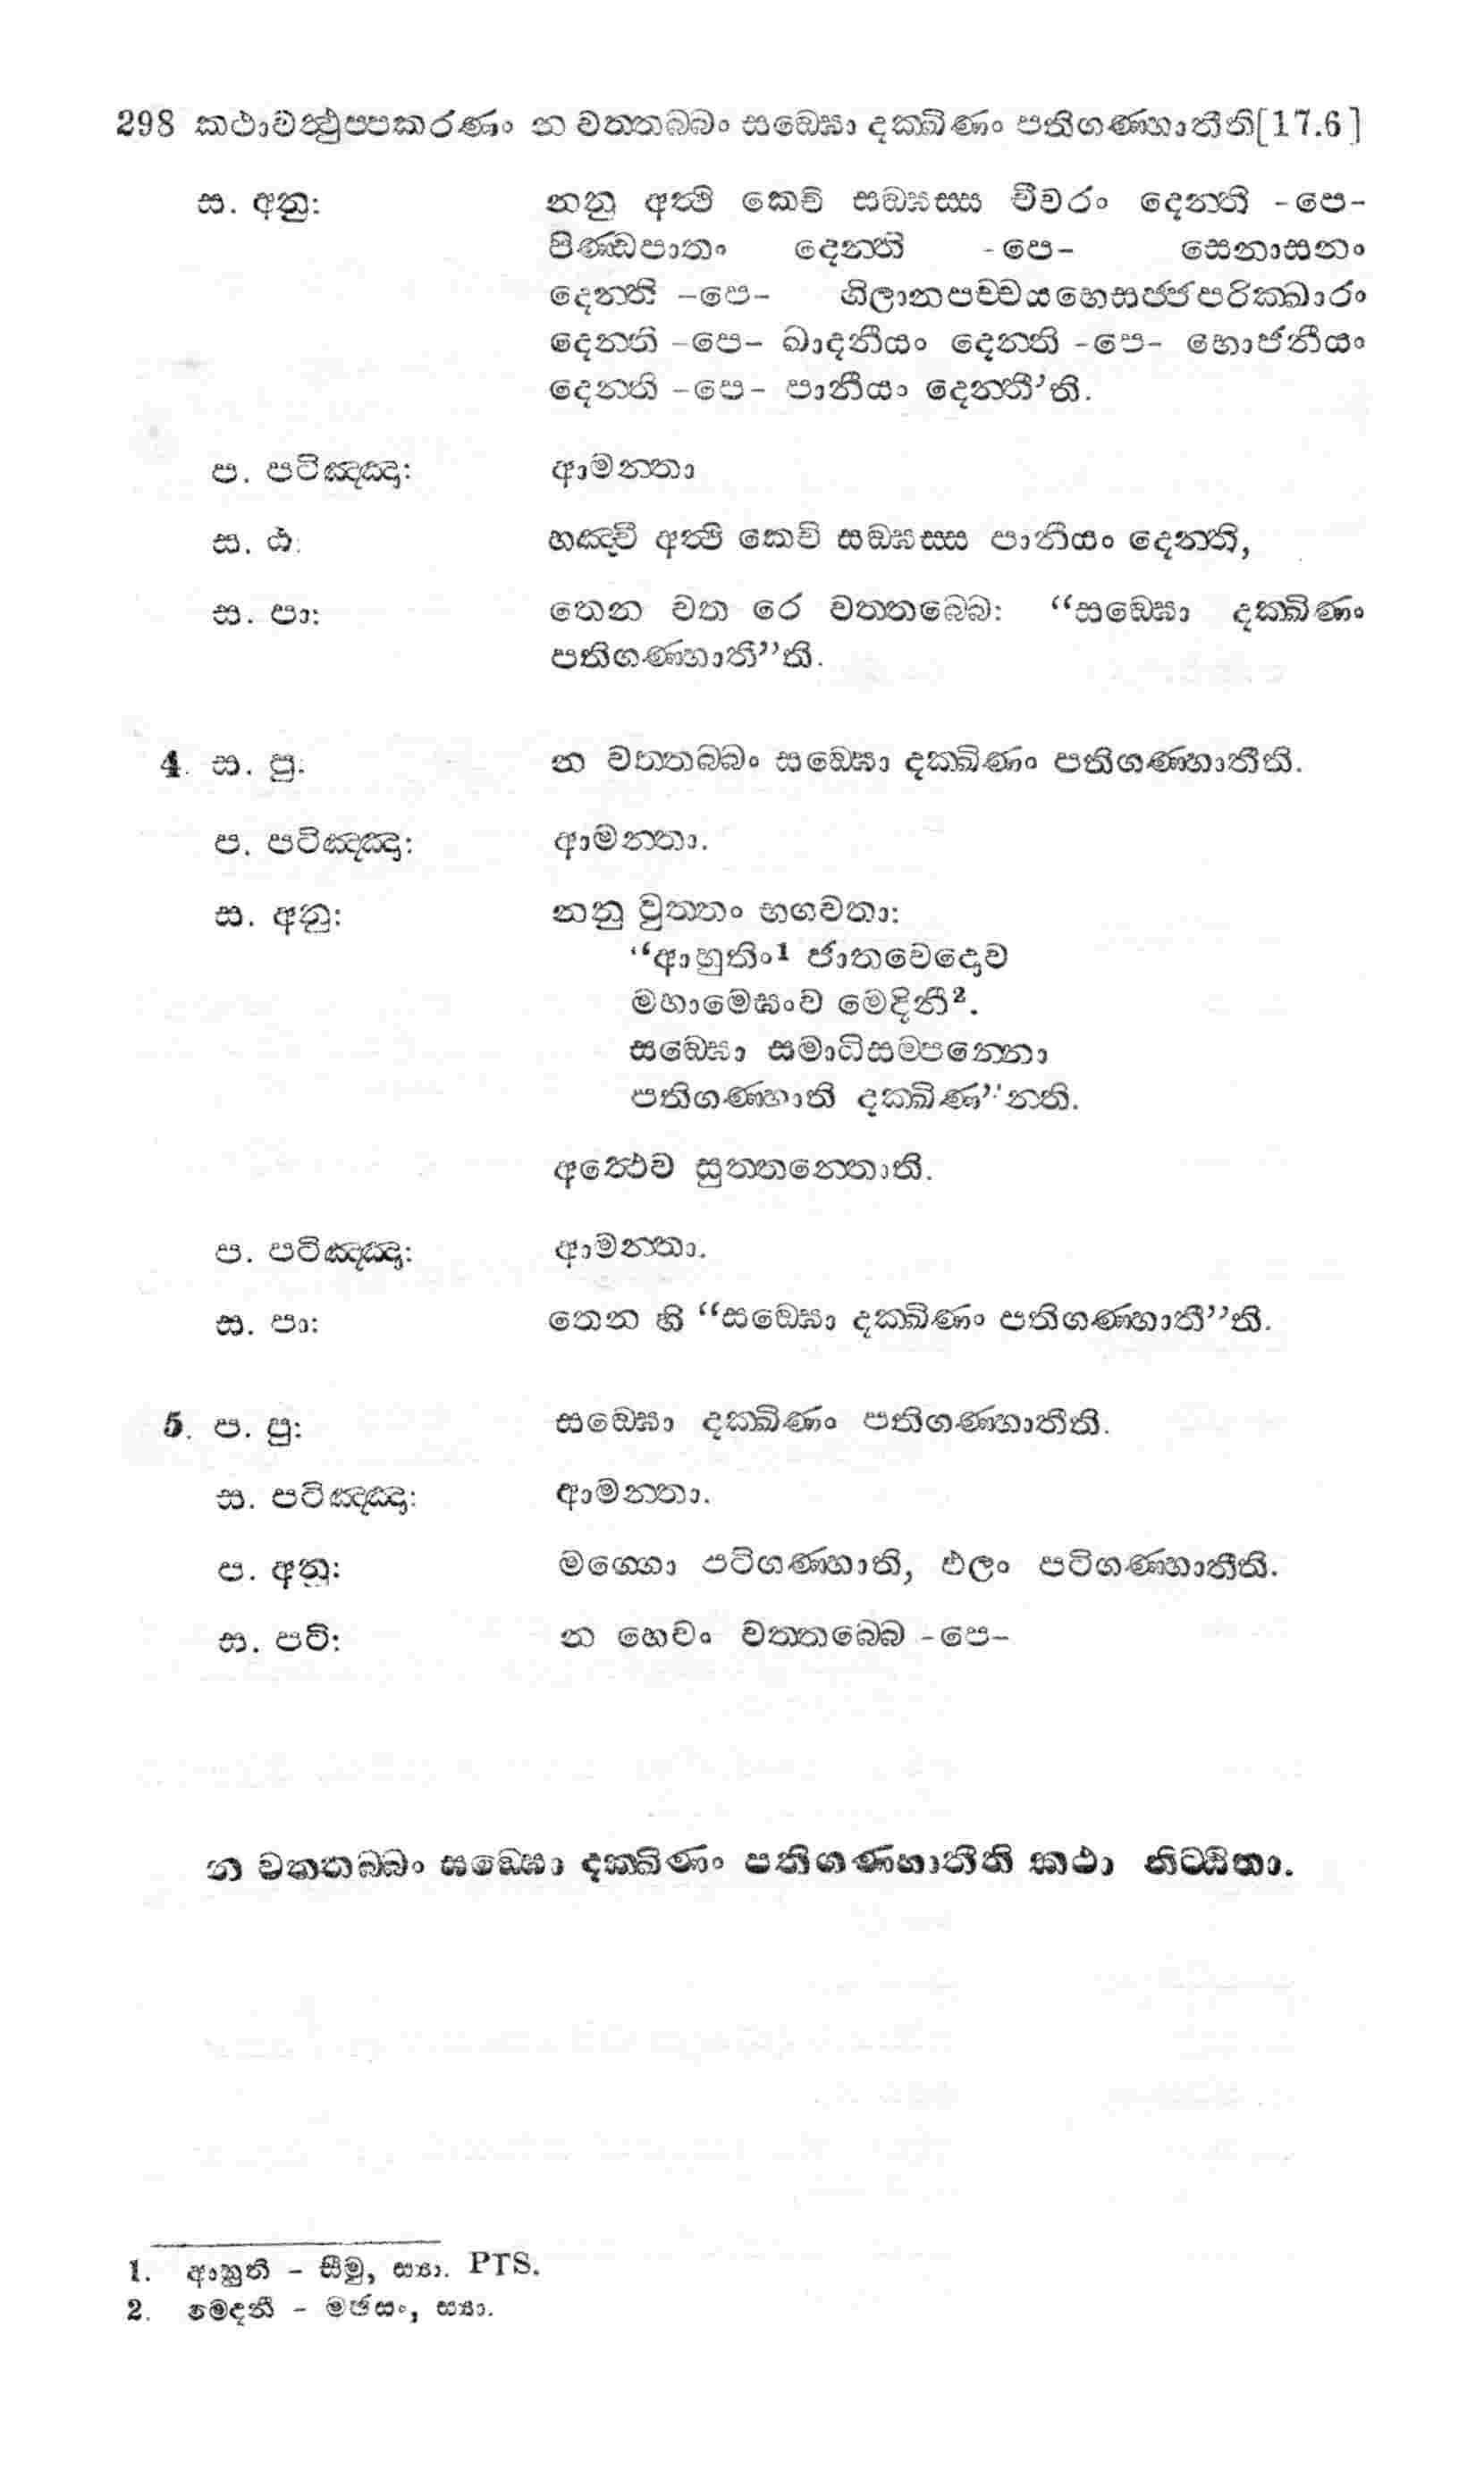 298 කථාවත්ථුප්පකරණං න වත්තබ්බං සඞ්ඝො දක්ඛිණං පතිගණ්හාතීති[17.6]
ස. අනු: නනු අත්ථි කෙචි සඞ්ඝස්ස චීවරං දෙන්ති -පෙ-
පිණ්ඩපාතං දෙන්ති -පෙ- සෙනාසනං
දෙන්ති -පෙ- ගිලානපච්චයභෙසජ්ජපරික්ඛාරං
දෙන්ති -පෙ- ඛාදනීයං දෙන්ති -පෙ- භොජනීයං
දෙන්ති -පෙ- පානීයං දෙන්තී’ති.
ප. පටිඤ්ඤා: ආමන්තා
ස. ඨ: හඤ්චි අත්ථි කෙචි සඞ්ඝස්ස පානීයං දෙන්ති,
ස. පා: තෙන වත රෙ වත්තබ්බෙ: “සඞ්ඝො දක්ඛිණං
පතිගණ්හාතී”ති.
4. ස. පු: න වත්තබ්බං සඞ්ඝො දක්ඛිණං පතිගණ්හාතීති.
ප. පටිඤ්ඤා: ආමන්තා.
ස. අනු: නනු වුත්තං භගවතා:
“ආහුතිං1 ජාතවෙදොව
මහාමෙඝංව මෙදිනී2.
සඞ්ඝො සමාධිසම්පන්නො
පතිගණ්හාති දක්ඛිණ”න්ති.
අත්ථෙව සුත්තන්තොති.
ප. පටිඤ්ඤා: ආමන්තා.
ස. පා: තෙන හි “සඞ්ඝො දක්ඛිණං පතිගණ්හාතී”ති.
5. ප. පු: සඞ්ඝො දක්ඛිණං පතිගණ්හාතීති.
ස. පටිඤ්ඤා: ආමන්තා.
ප. අනු: මග්ගො පටිගණ්හාති, ඵලං පටිගණ්හාතීති.
ස. පටි: න හෙවං වත්තබ්බෙ -පෙ-
න වත්තබ්බං සඞ්ඝො දක්ඛිණං පතිගණ්හාතීති කථා නිට්ඨිතා.
1. ආහුතී - සීමු, ස්‍යා. PTS.
2. මෙදනී - මඡසං, ස්‍යා.